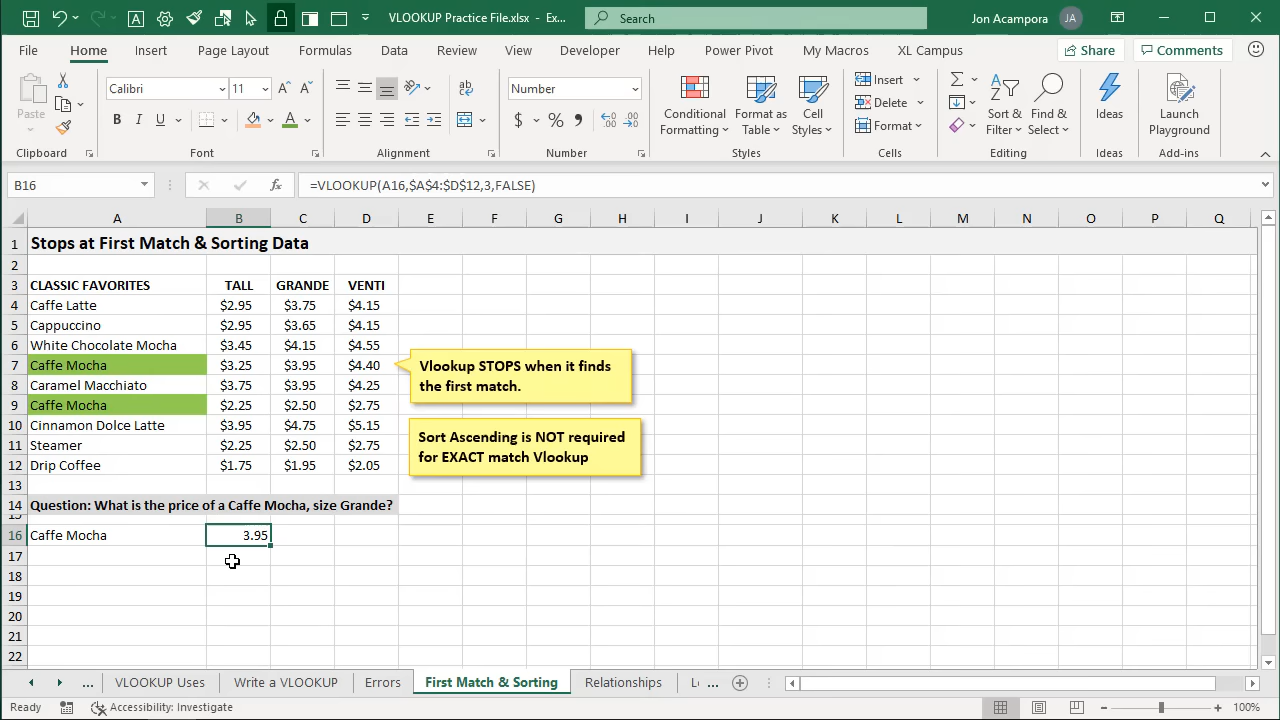 VLOOKUP Practice File.xlsx - Ex...
Search
Jon Acampora JA
File Home Insert Page Layout Formulas Data Review View Developer Help Power Pivot My Macros XL Campus Share Comments
Paste
Calibri 11
B I U A
ab
Number
$ % 9
Conditional Formatting
Format as Table
Cell Styles
Insert
Delete
Format
Sort & Filter
Find & Select
Ideas
Launch Playground
Clipboard Font Alignment Number Styles Cells Editing Ideas Add-ins
B16 fx =VLOOKUP(A16,$A$4:$D$12,3,FALSE)
A B C D E F G H I J K L M N O P Q
1 Stops at First Match & Sorting Data
2
3 CLASSIC FAVORITES TALL GRANDE VENTI
4 Caffe Latte $2.95 $3.75 $4.15
5 Cappuccino $2.95 $3.65 $4.15
6 White Chocolate Mocha $3.45 $4.15 $4.55
7 Caffe Mocha $3.25 $3.95 $4.40
8 Caramel Macchiato $3.75 $3.95 $4.25
9 Caffe Mocha $2.25 $2.50 $2.75
10 Cinnamon Dolce Latte $3.95 $4.75 $5.15
11 Steamer $2.25 $2.50 $2.75
12 Drip Coffee $1.75 $1.95 $2.05
Vlookup STOPS when it finds
the first match.
Sort Ascending is NOT required
for EXACT match Vlookup
13
14 Question: What is the price of a Caffe Mocha, size Grande?
15
16 Caffe Mocha 3.95
17
18
19
20
21
22
... VLOOKUP Uses Write a VLOOKUP Errors First Match & Sorting Relationships Lo ...
Ready Accessibility: Investigate 100%